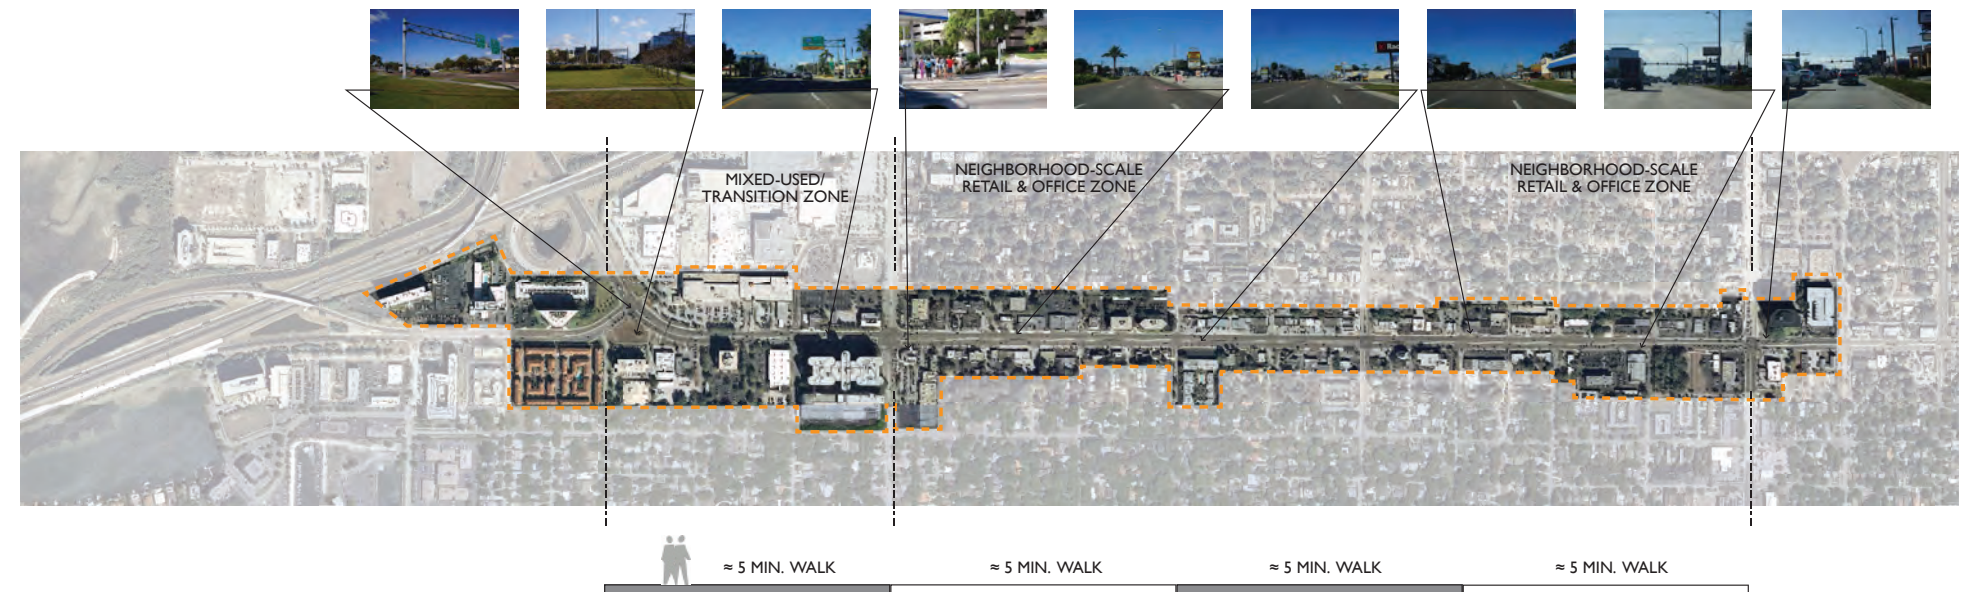 MIXED-USED/
TRANSITION ZONE
NEIGHBORHOOD-SCALE
RETAIL & OFFICE ZONE
NEIGHBORHOOD-SCALE
RETAIL & OFFICE ZONE
≈ 5 MIN. WALK
≈ 5 MIN. WALK
≈ 5 MIN. WALK
≈ 5 MIN. WALK